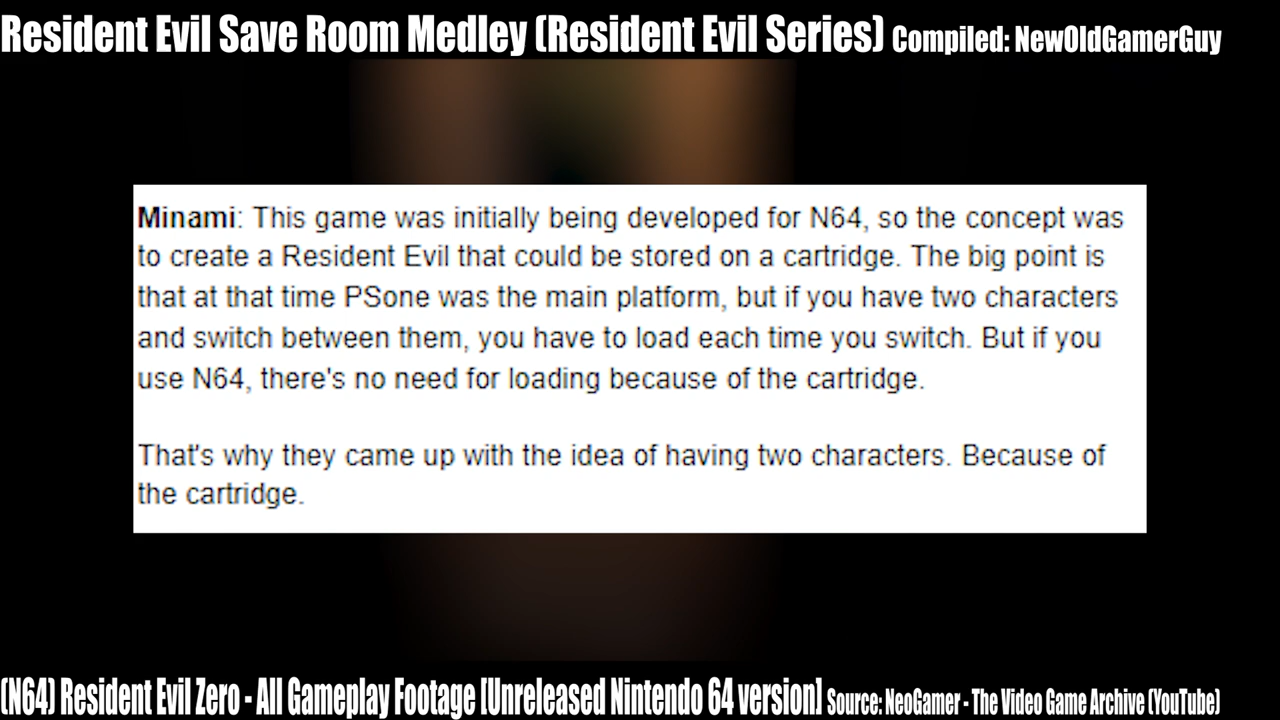 Resident Evil Save Room Medley (Resident Evil Series) Compiled: NewOldGamerGuy
Minami: This game was initially being developed for N64, so the concept was
to create a Resident Evil that could be stored on a cartridge. The big point is
that at that time PSone was the main platform, but if you have two characters
and switch between them, you have to load each time you switch. But if you
use N64, there's no need for loading because of the cartridge.
That's why they came up with the idea of having two characters. Because of
the cartridge.
(N64) Resident Evil Zero - All Gameplay Footage [Unreleased Nintendo 64 version] Source: NeoGamer - The Video Game Archive (YouTube)